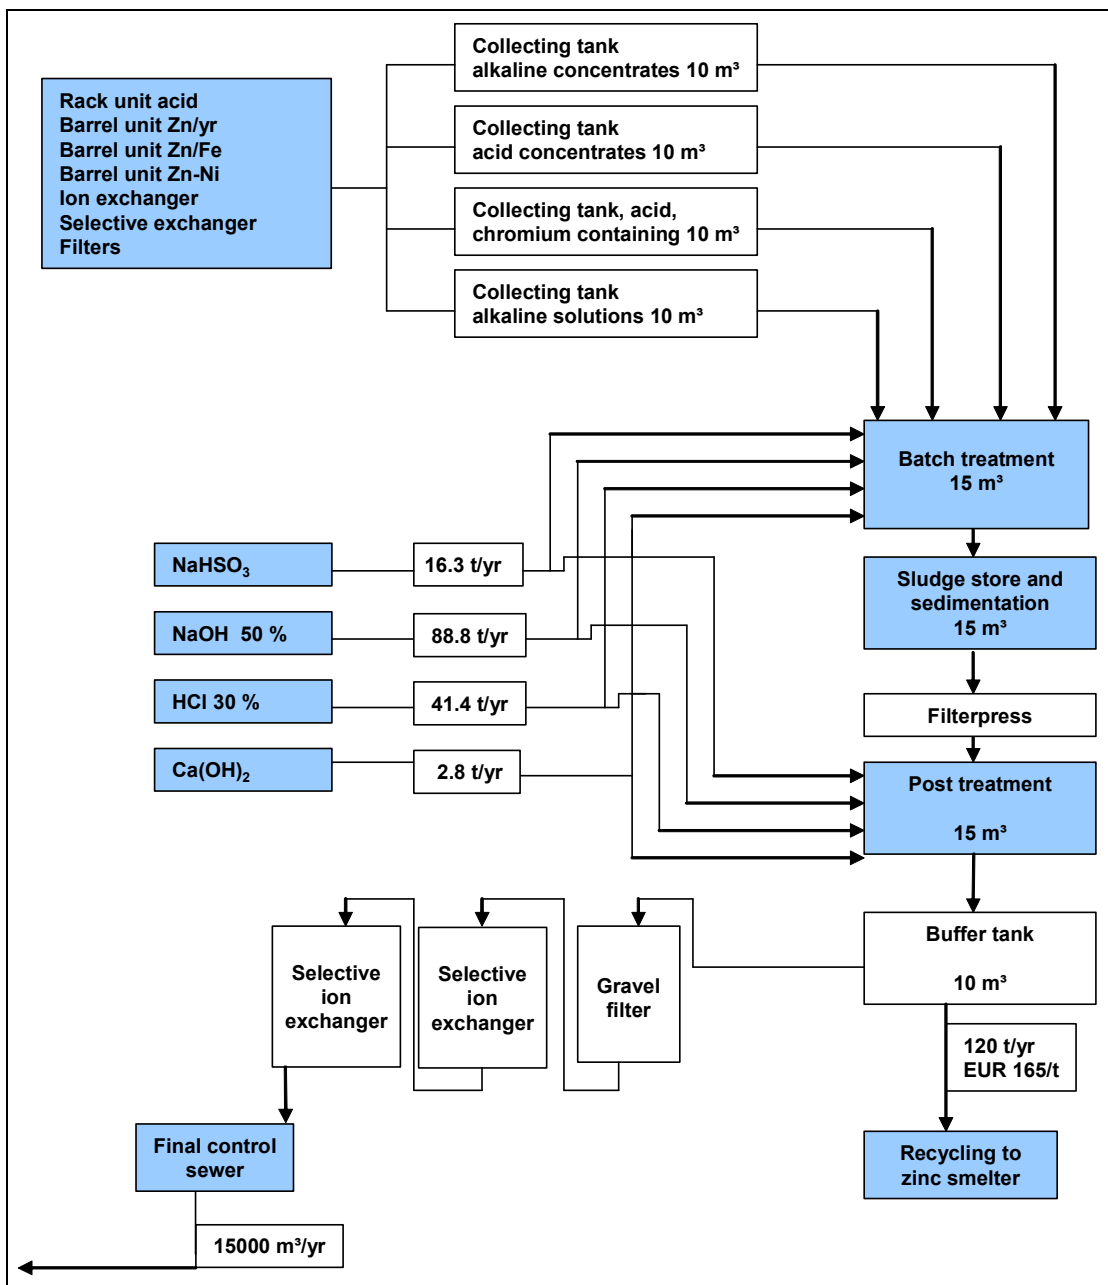 Collecting tank
alkaline concentrates 10 m³
Rack unit acid
Barrel unit Zn/yr
Barrel unit Zn/Fe
Barrel unit Zn-Ni
Ion exchanger
Selective exchanger
Filters
Collecting tank
acid concentrates 10 m³
Collecting tank, acid,
chromium containing 10 m³
Collecting tank
alkaline solutions 10 m³
Batch treatment
15 m³
NaHSO₃
16.3 t/yr
Sludge store and
sedimentation
15 m³
NaOH 50 %
88.8 t/yr
HCl 30 %
41.4 t/yr
Filterpress
Ca(OH)₂
2.8 t/yr
Post treatment
15 m³
Buffer tank
10 m³
Selective
ion
exchanger
Selective
ion
exchanger
Gravel
filter
120 t/yr
EUR 165/t
Final control
sewer
Recycling to
zinc smelter
15000 m³/yr